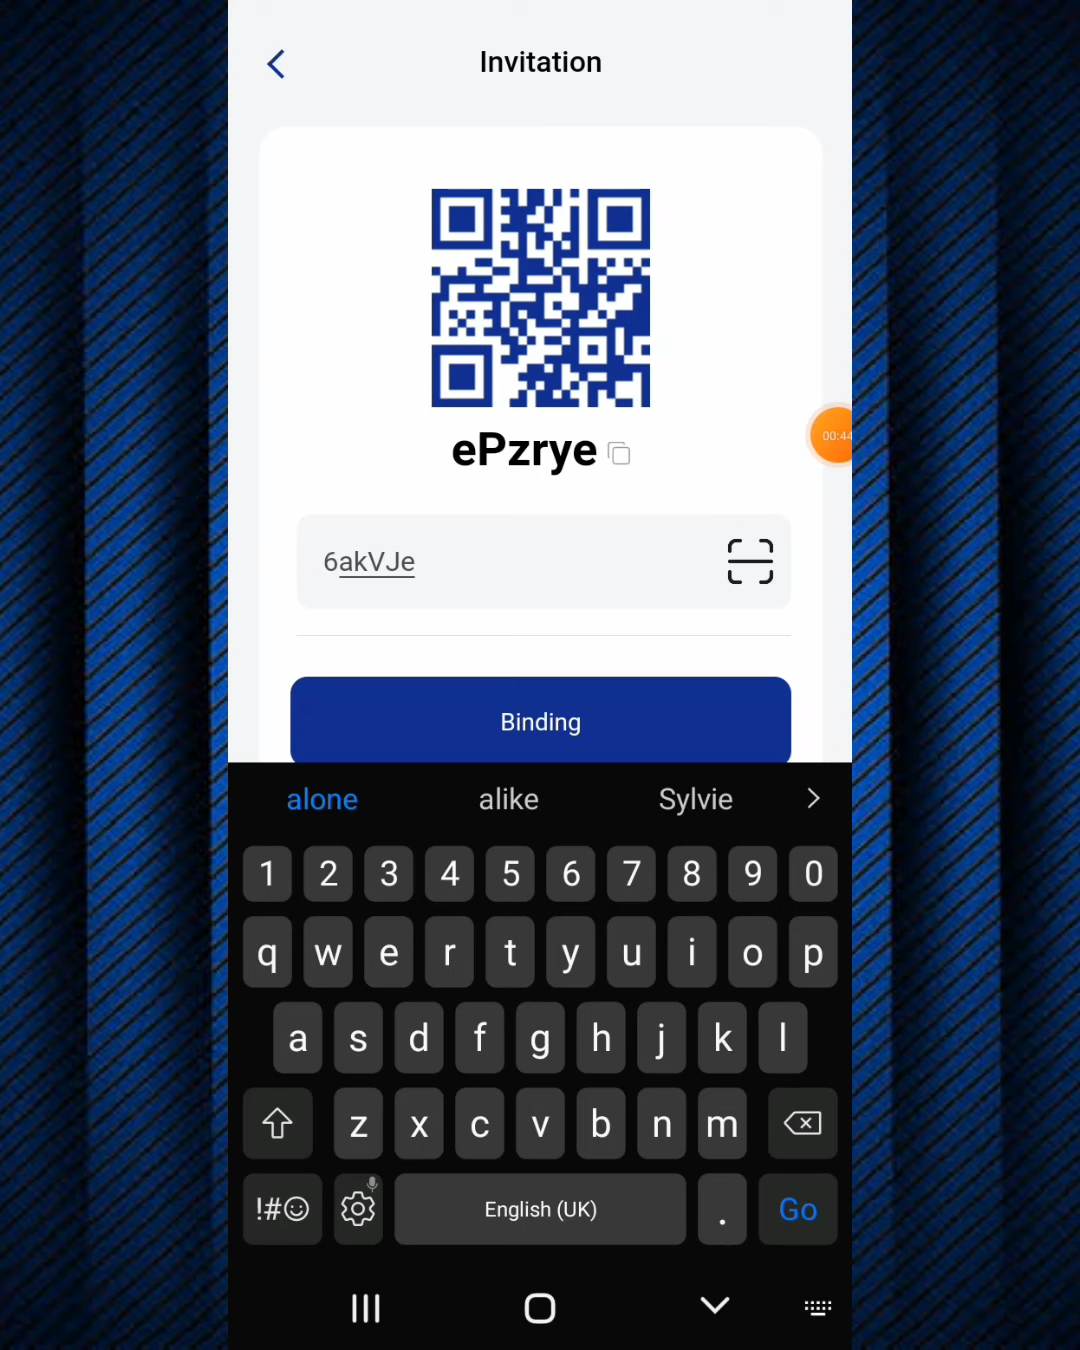 Invitation
ePzrye
00:44
6akVJe
Binding
alone alike Sylvie
1 2 3 4 5 6 7 8 9 0
q w e r t y u i o p
a s d f g h j k l
z x c v b n m
!#☺ English (UK) . Go